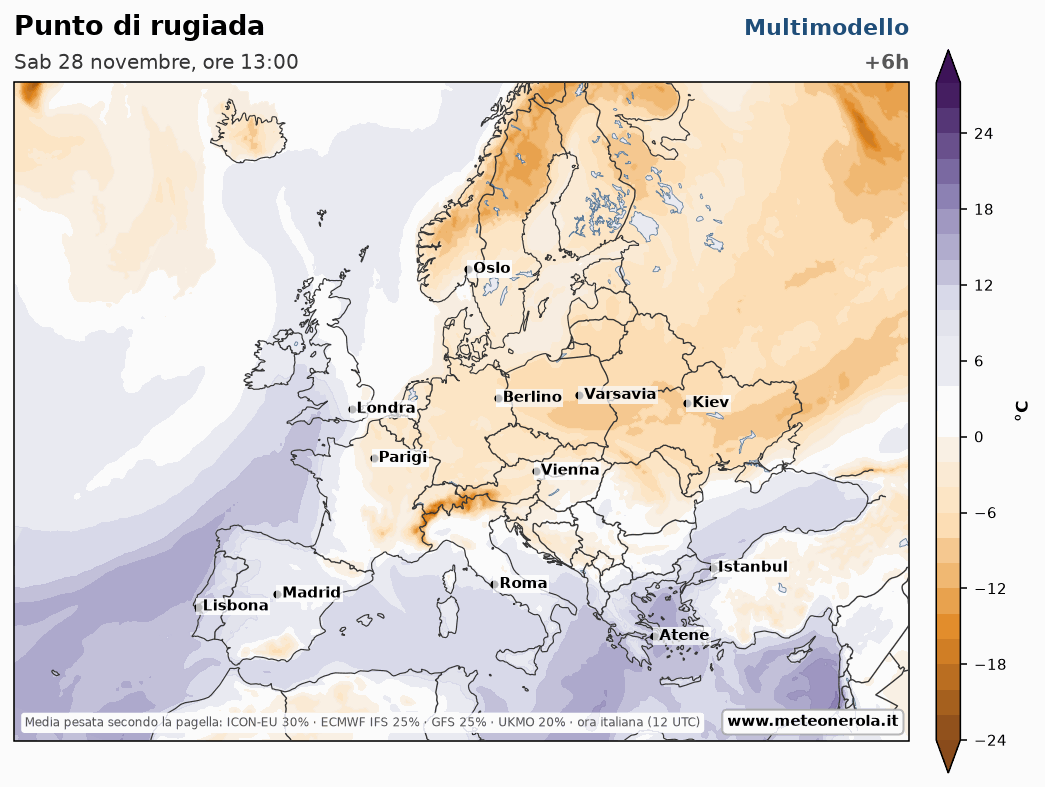 Punto di rugiada
Multimodello
Sab 28 novembre, ore 13:00
+6h
Oslo
Londra
Berlino
Varsavia
Kiev
Parigi
Vienna
Istanbul
Roma
Madrid
Lisbona
Atene
24
18
12
6
0
−6
−12
−18
−24
°C
Media pesata secondo la pagella: ICON-EU 30% · ECMWF IFS 25% · GFS 25% · UKMO 20% · ora italiana (12 UTC)
www.meteonerola.it